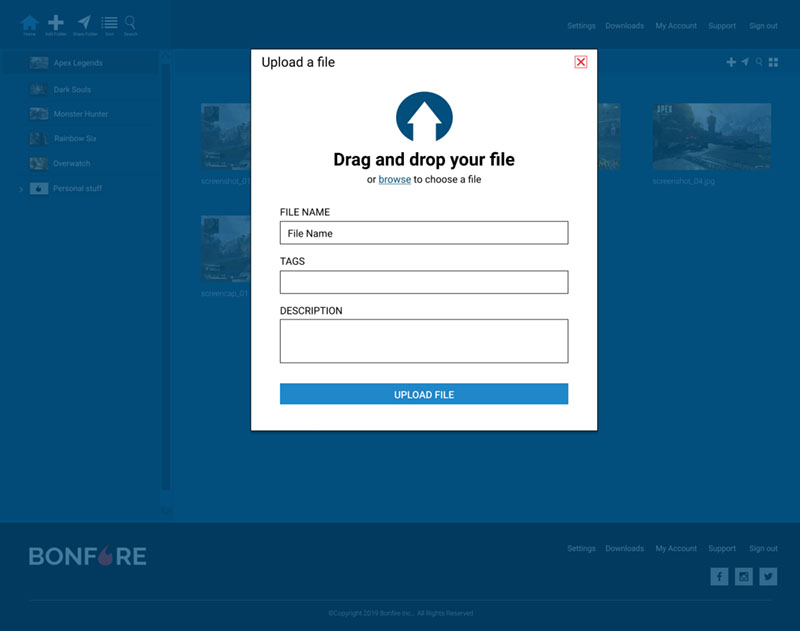 Home Add Folder Share Folder Sort Search
Settings Downloads My Account Support Sign out
Apex Legends
Dark Souls
Monster Hunter
Rainbow Six
Overwatch
Personal stuff
Upload a file
Drag and drop your file
or browse to choose a file
FILE NAME
File Name
TAGS
DESCRIPTION
UPLOAD FILE
screenshot_01
APEX
screenshot_04.jpg
screencap_01
BONFIRE
Settings Downloads My Account Support Sign out
©Copyright 2019 Bonfire Inc., All Rights Reserved